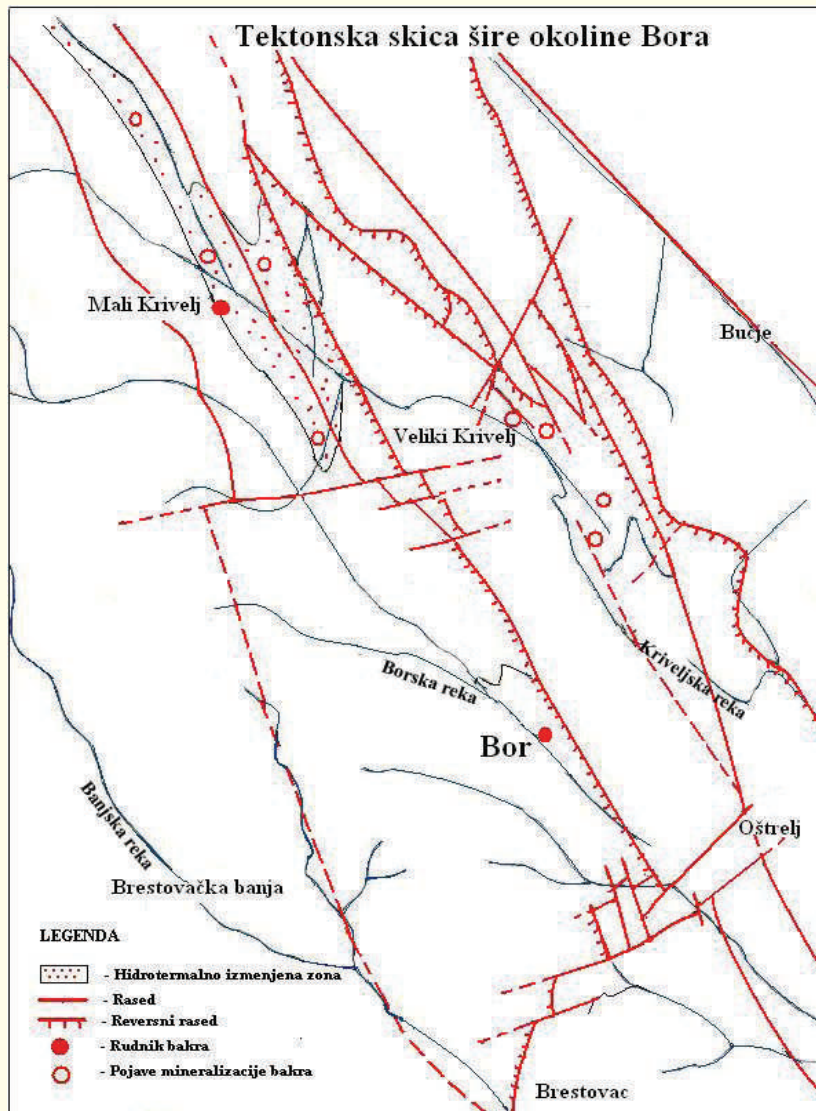 Tektonska skica šire okoline Bora
Mali Krivelj
Bučje
Veliki Krivelj
Borska reka
Kriveljska reka
Bor
Banjska reka
Oštrelj
Brestovačka banja
LEGENDA
- Hidrotermalno izmenjena zona
- Rased
- Reversni rased
- Rudnik bakra
- Pojave mineralizacije bakra
Brestovac